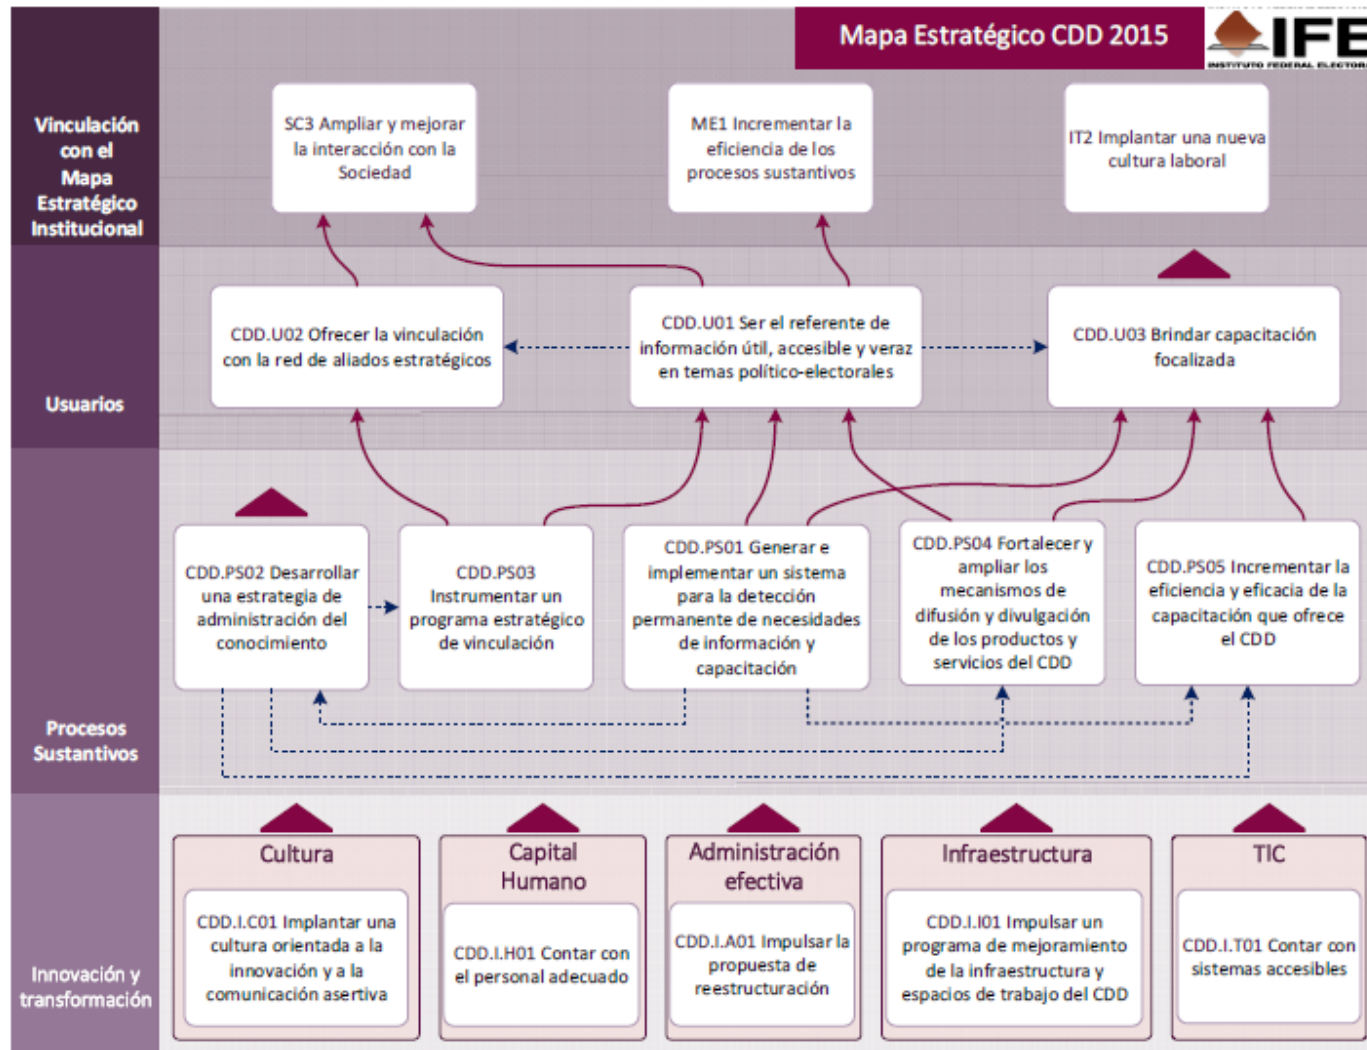 Mapa Estratégico CDD 2015
IFE
INSTITUTO FEDERAL ELECTORA
Vinculación
con el
Mapa
Estratégico
Institucional
SC3 Ampliar y mejorar
la interacción con la
Sociedad
ME1 Incrementar la
eficiencia de los
procesos sustantivos
IT2 Implantar una nueva
cultura laboral
Usuarios
CDD.U02 Ofrecer la vinculación
con la red de aliados estratégicos
CDD.U01 Ser el referente de
información útil, accesible y veraz
en temas político-electorales
CDD.U03 Brindar capacitación
focalizada
Procesos
Sustantivos
CDD.PS02 Desarrollar
una estrategia de
administración del
conocimiento
CDD.PS03
Instrumentar un
programa estratégico
de vinculación
CDD.PS01 Generar e
implementar un sistema
para la detección
permanente de necesidades
de información y
capacitación
CDD.PS04 Fortalecer y
ampliar los
mecanismos de
difusión y divulgación
de los productos y
servicios del CDD
CDD.PS05 Incrementar la
eficiencia y eficacia de la
capacitación que ofrece
el CDD
Innovación y
transformación
Cultura
CDD.I.C01 Implantar una
cultura orientada a la
innovación y a la
comunicación asertiva
Capital
Humano
CDD.I.H01 Contar con
el personal adecuado
Administración
efectiva
CDD.I.A01 Impulsar la
propuesta de
reestructuración
Infraestructura
CDD.I.I01 Impulsar un
programa de mejoramiento
de la infraestructura y
espacios de trabajo del CDD
TIC
CDD.I.T01 Contar con
sistemas accesibles